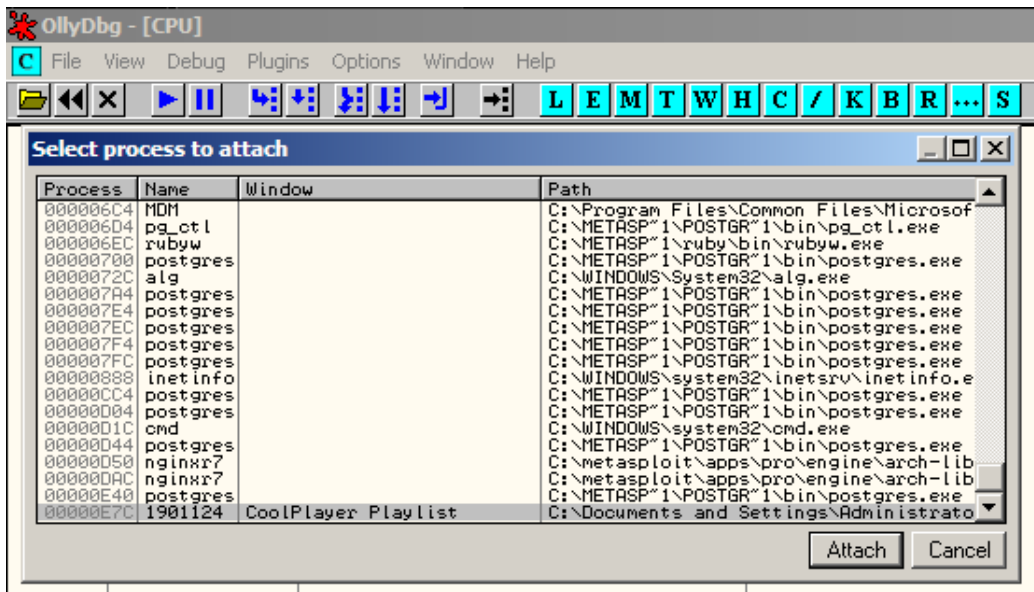 OllyDbg - [CPU]
C File View Debug Plugins Options Window Help
L E M T W H C / K B R ... S
Select process to attach
Process Name Window Path
000006C4 MDM C:\Program Files\Common Files\Microsof
000006D4 pg_ctl C:\METASP~1\POSTGR~1\bin\pg_ctl.exe
000006EC rubyw C:\METASP~1\ruby\bin\rubyw.exe
00000700 postgres C:\METASP~1\POSTGR~1\bin\postgres.exe
0000072C alg C:\WINDOWS\System32\alg.exe
000007A4 postgres C:\METASP~1\POSTGR~1\bin\postgres.exe
000007E4 postgres C:\METASP~1\POSTGR~1\bin\postgres.exe
000007EC postgres C:\METASP~1\POSTGR~1\bin\postgres.exe
000007F4 postgres C:\METASP~1\POSTGR~1\bin\postgres.exe
000007FC postgres C:\METASP~1\POSTGR~1\bin\postgres.exe
00000888 inetinfo C:\WINDOWS\system32\inetsrv\inetinfo.e
00000CC4 postgres C:\METASP~1\POSTGR~1\bin\postgres.exe
00000D04 postgres C:\METASP~1\POSTGR~1\bin\postgres.exe
00000D1C cmd C:\WINDOWS\system32\cmd.exe
00000D44 postgres C:\METASP~1\POSTGR~1\bin\postgres.exe
00000D50 nginxr7 C:\metasploit\apps\pro\engine\arch-lib
00000DAC nginxr7 C:\metasploit\apps\pro\engine\arch-lib
00000E40 postgres C:\METASP~1\POSTGR~1\bin\postgres.exe
00000E7C 1901124 CoolPlayer Playlist C:\Documents and Settings\Administrato
Attach Cancel